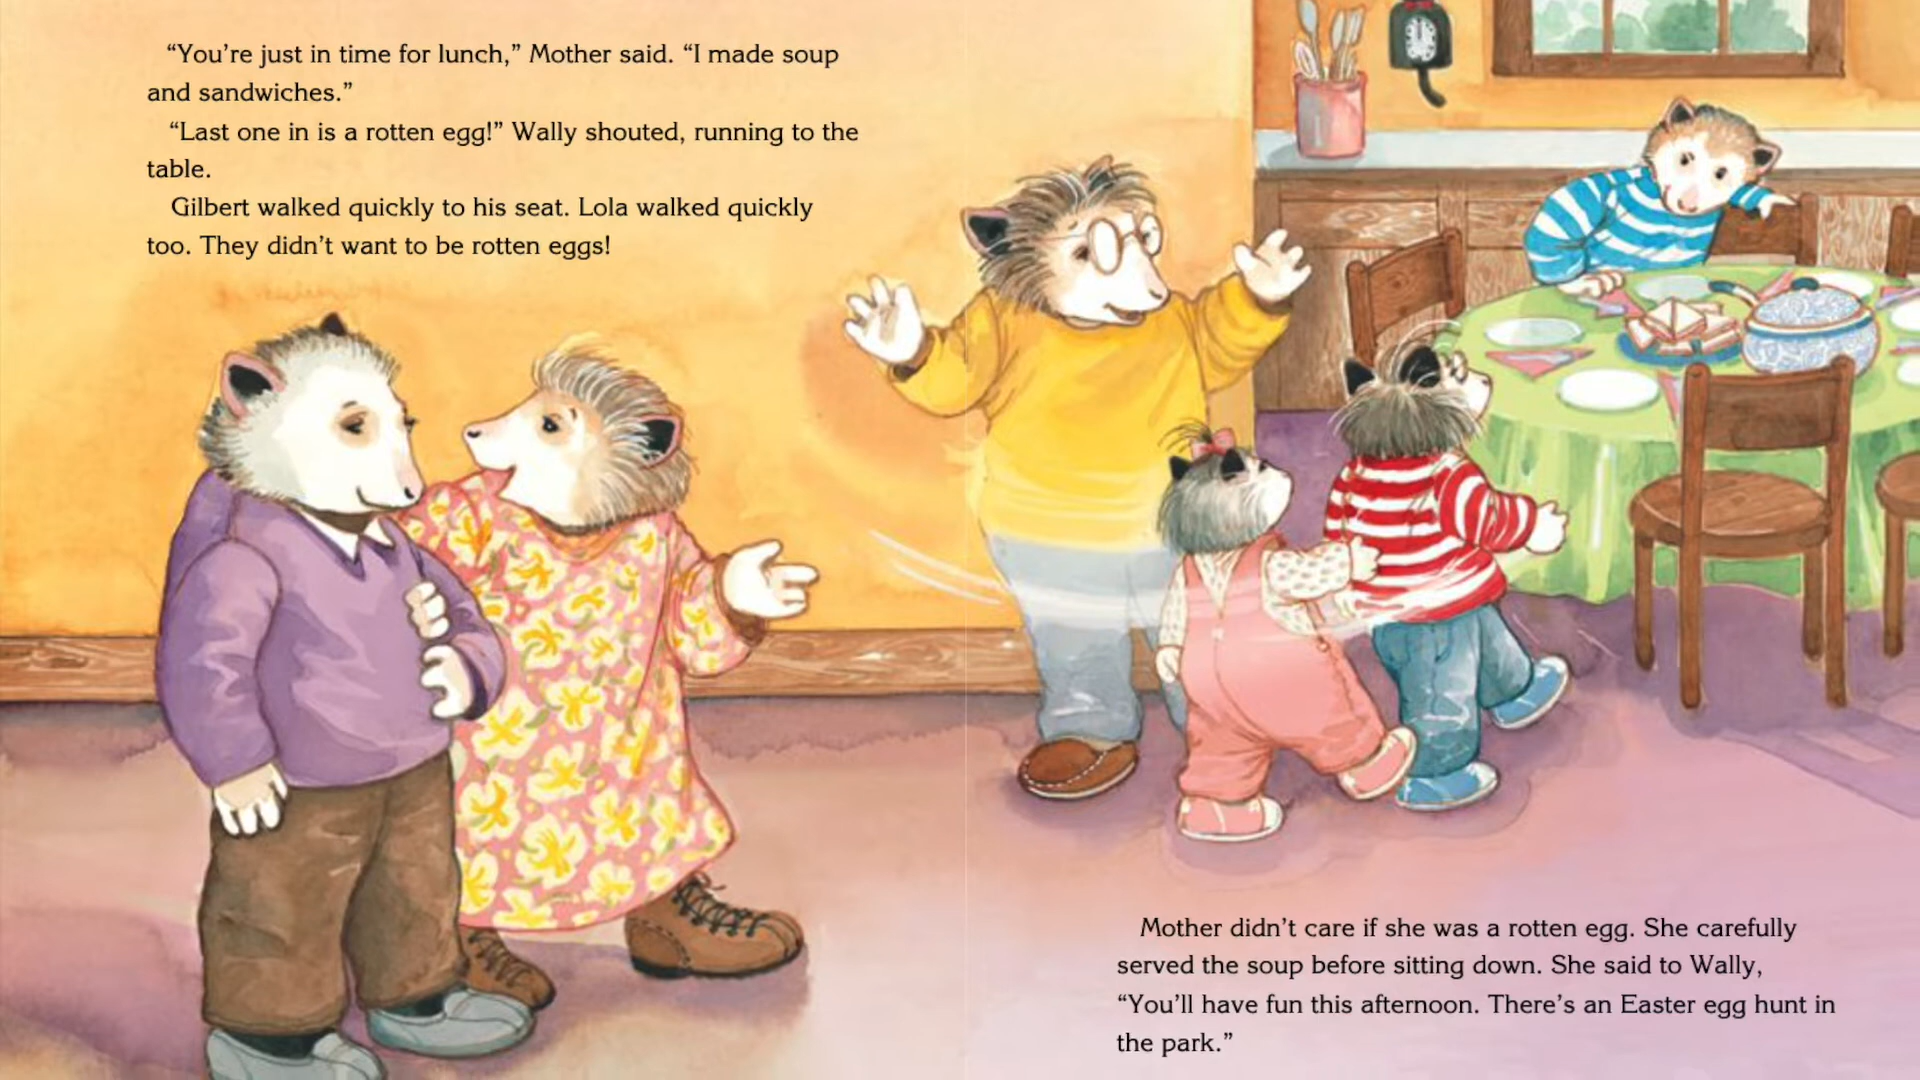 “You’re just in time for lunch,” Mother said. “I made soup
and sandwiches.”
“Last one in is a rotten egg!” Wally shouted, running to the
table.
Gilbert walked quickly to his seat. Lola walked quickly
too. They didn’t want to be rotten eggs!
Mother didn’t care if she was a rotten egg. She carefully
served the soup before sitting down. She said to Wally,
“You’ll have fun this afternoon. There’s an Easter egg hunt in
the park.”